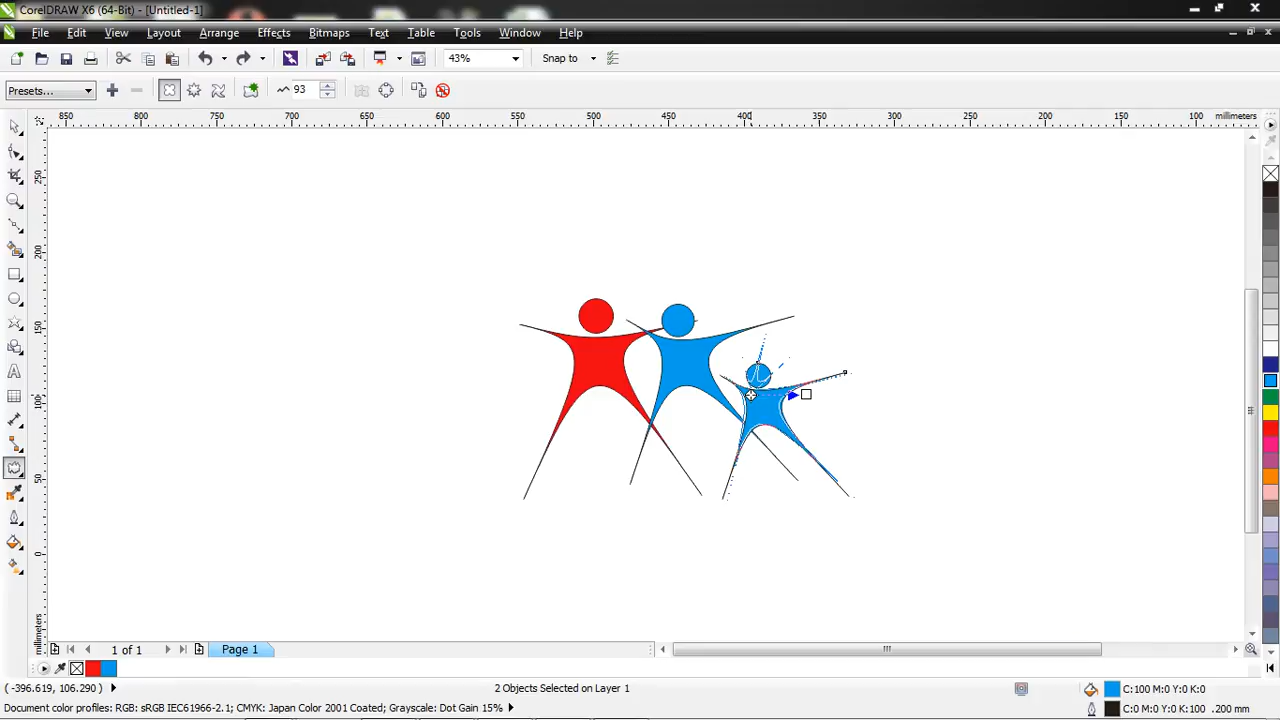 CorelDRAW X6 (64-Bit) - [Untitled-1]
File Edit View Layout Arrange Effects Bitmaps Text Table Tools Window Help
43% Snap to
Presets... 93
850 800 750 700 650 600 550 500 450 400 350 300 250 200 150 100 millimeters
250
200
150
100
50
0
millimeters
1 of 1 Page 1
(-396.619, 106.290) 2 Objects Selected on Layer 1 C:100 M:0 Y:0 K:0
Document color profiles: RGB: sRGB IEC61966-2.1; CMYK: Japan Color 2001 Coated; Grayscale: Dot Gain 15% C:0 M:0 Y:0 K:100 .200 mm